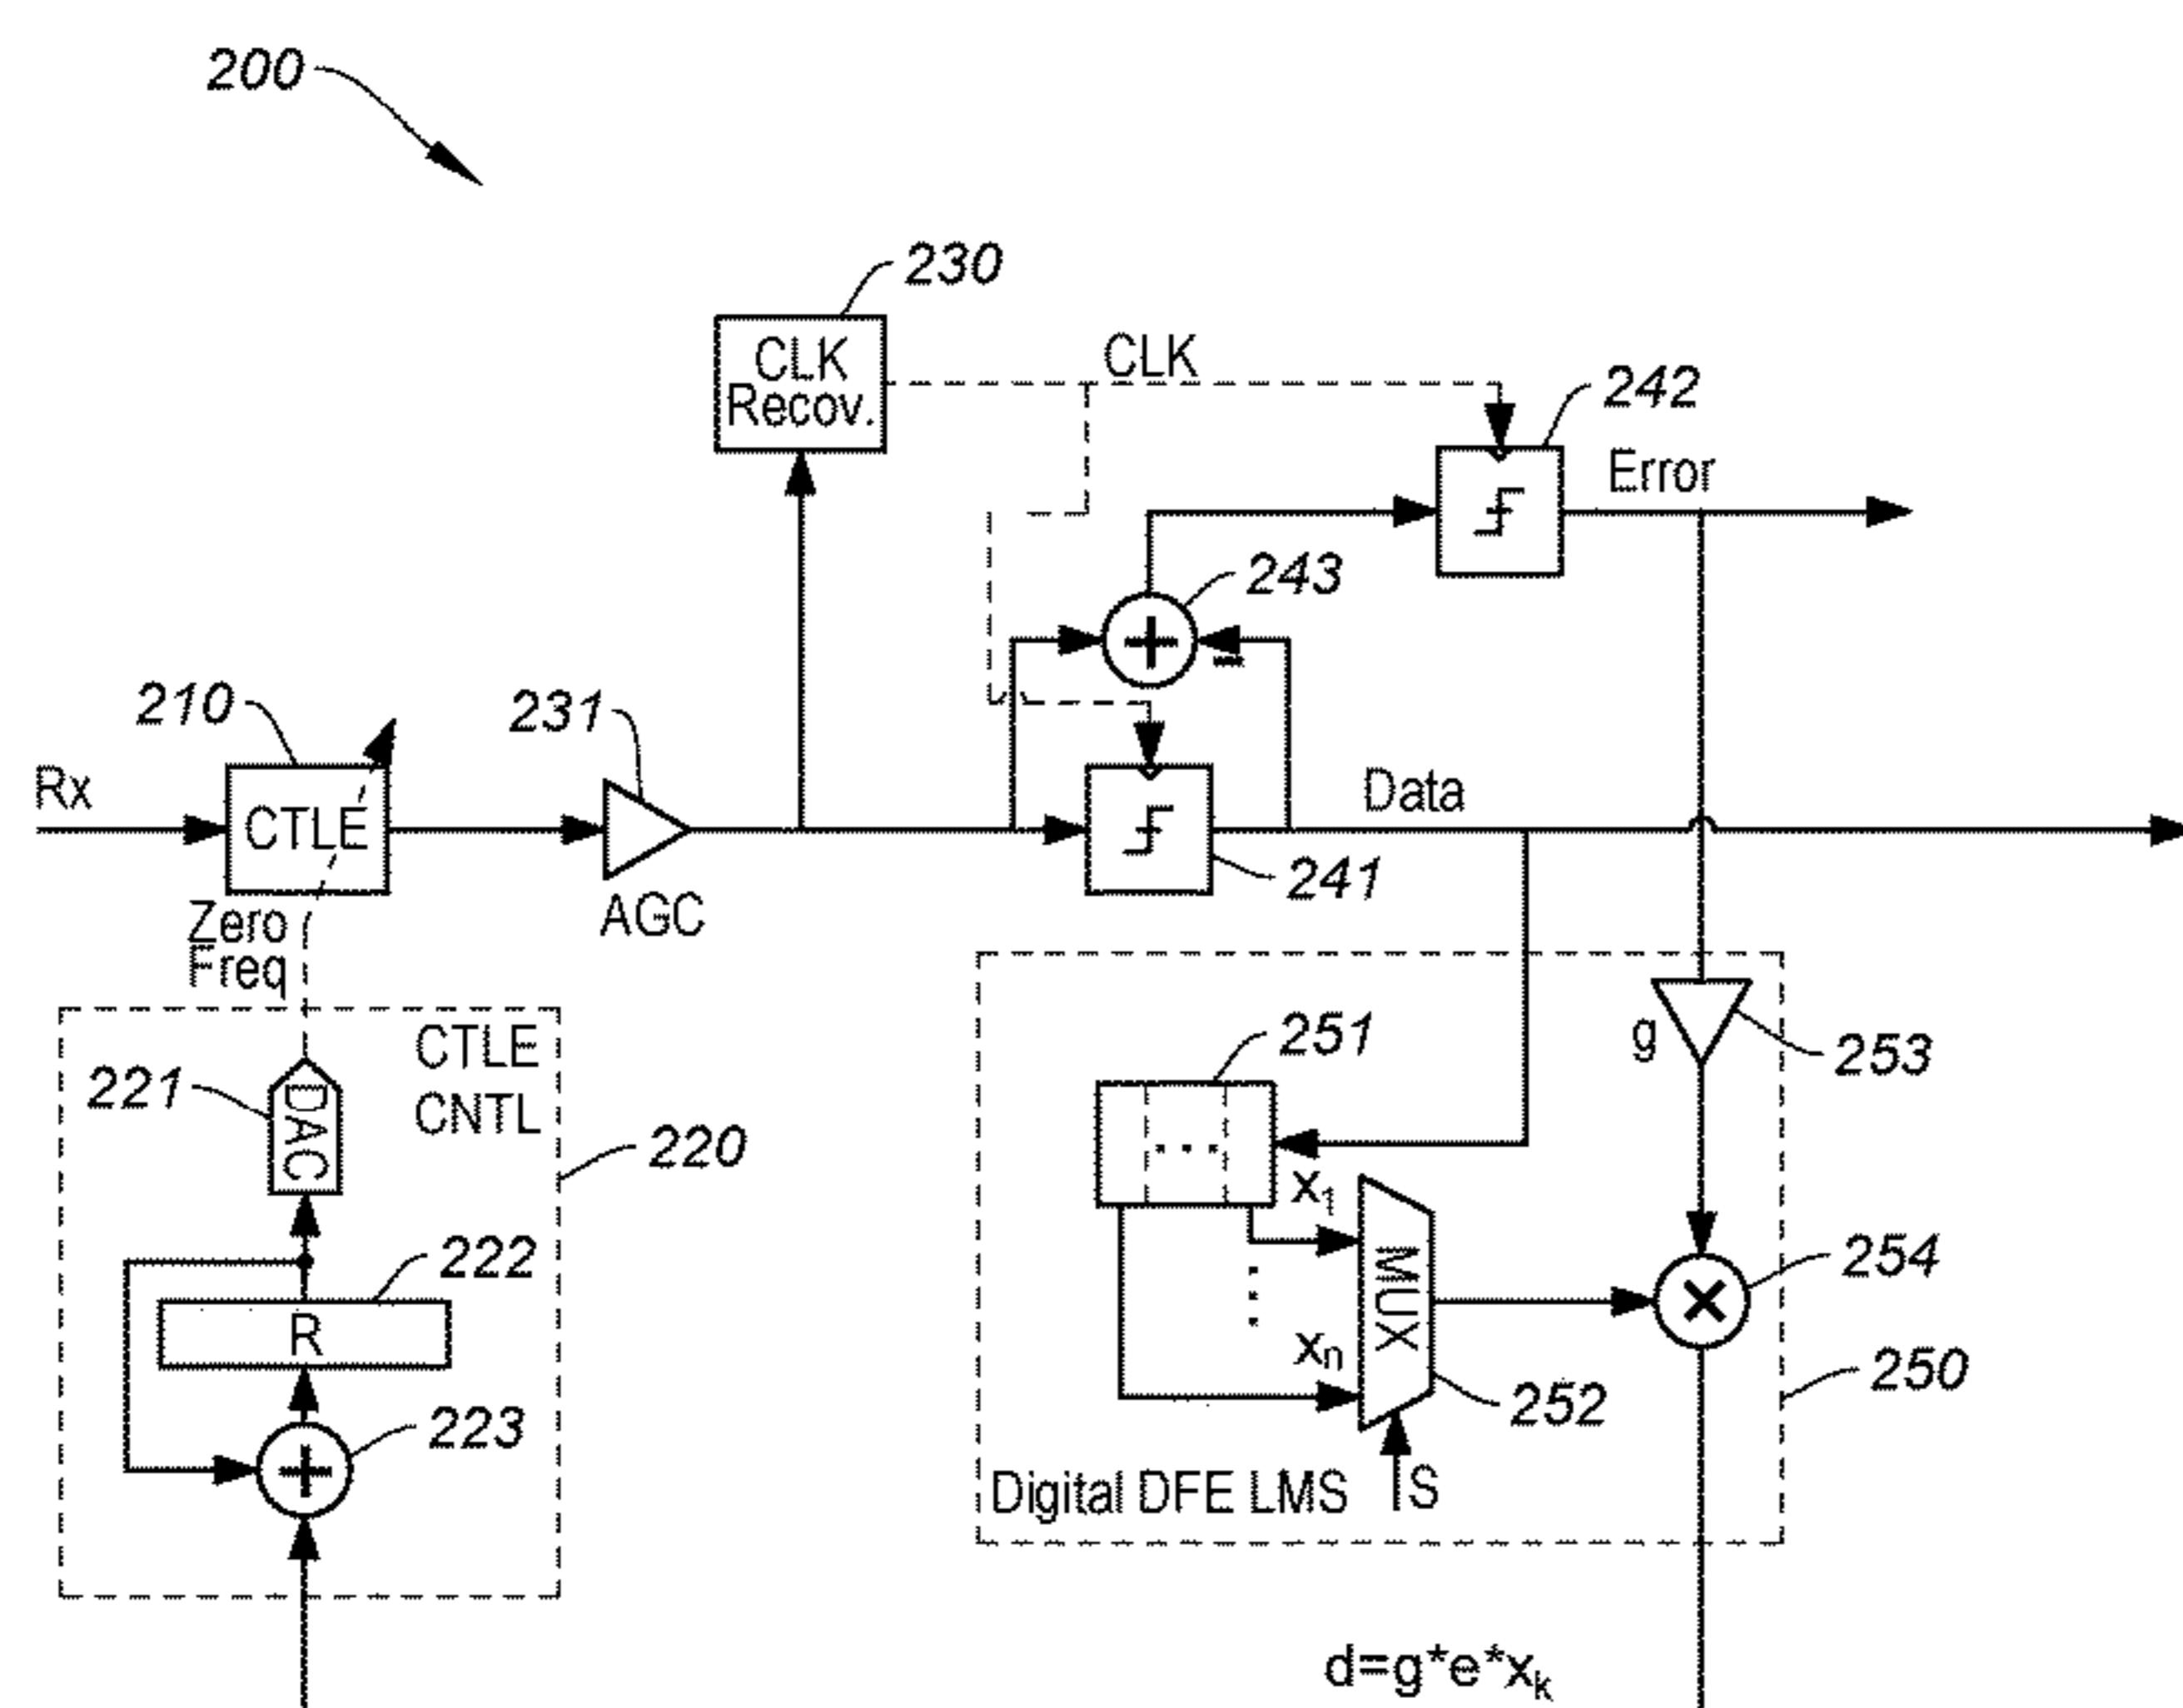 200
230
CLK
Recov.
CLK
242
Error
243
210
231
Rx
CTLE
Data
241
AGC
Zero
Freq
CTLE
CNTL
221
DAC
220
251
g
253
x1
MUX
254
222
R
xn
252
250
223
Digital DFE LMS
S
d=g*e*xk
+
+
-
×